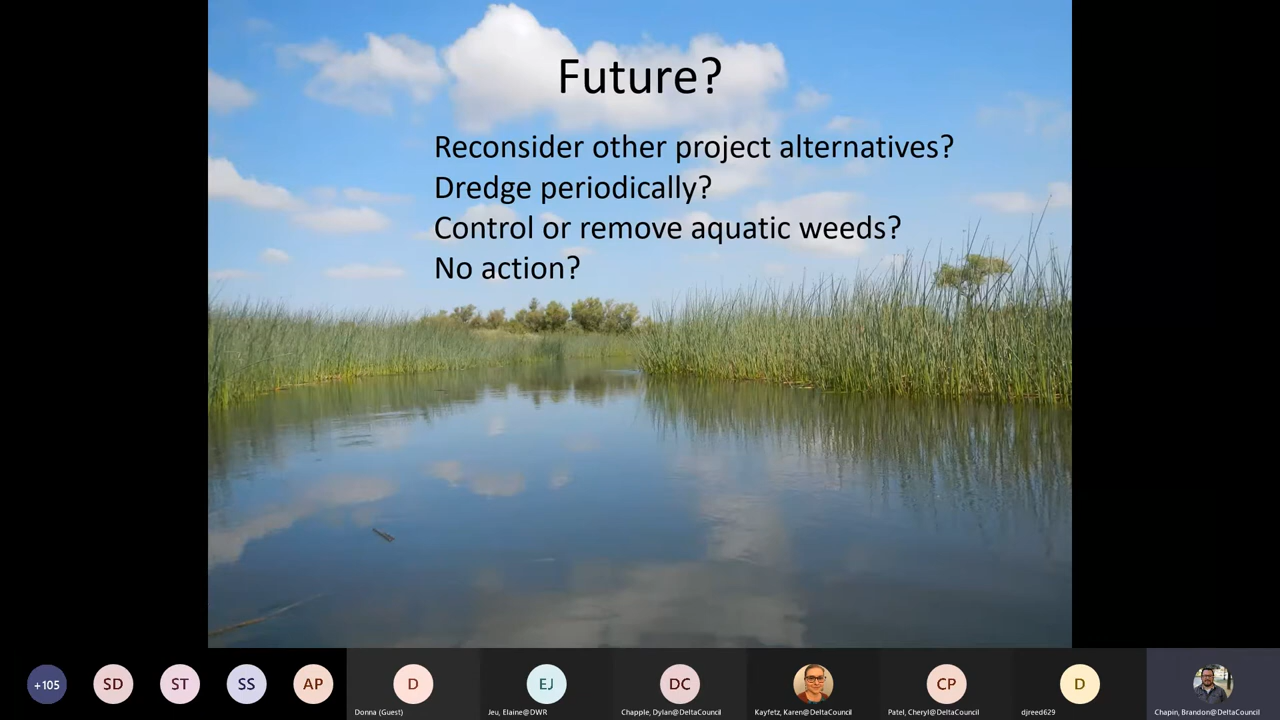 Future?
Reconsider other project alternatives?
Dredge periodically?
Control or remove aquatic weeds?
No action?
+105
SD
ST
SS
AP
D
EJ
DC
CP
D
Donna (Guest)
Jeu, Elaine@DWR
Chapple, Dylan@DeltaCouncil
Kayfetz, Karen@DeltaCouncil
Patel, Cheryl@DeltaCouncil
djreed629
Chapin, Brandon@DeltaCouncil